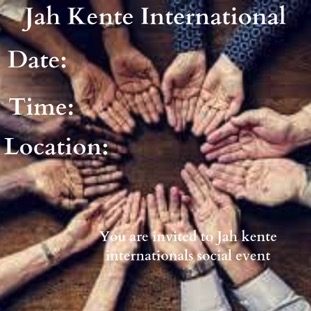 Jah Kente International
Date:
Time:
Location:
You are invited to Jah kente
internationals social event